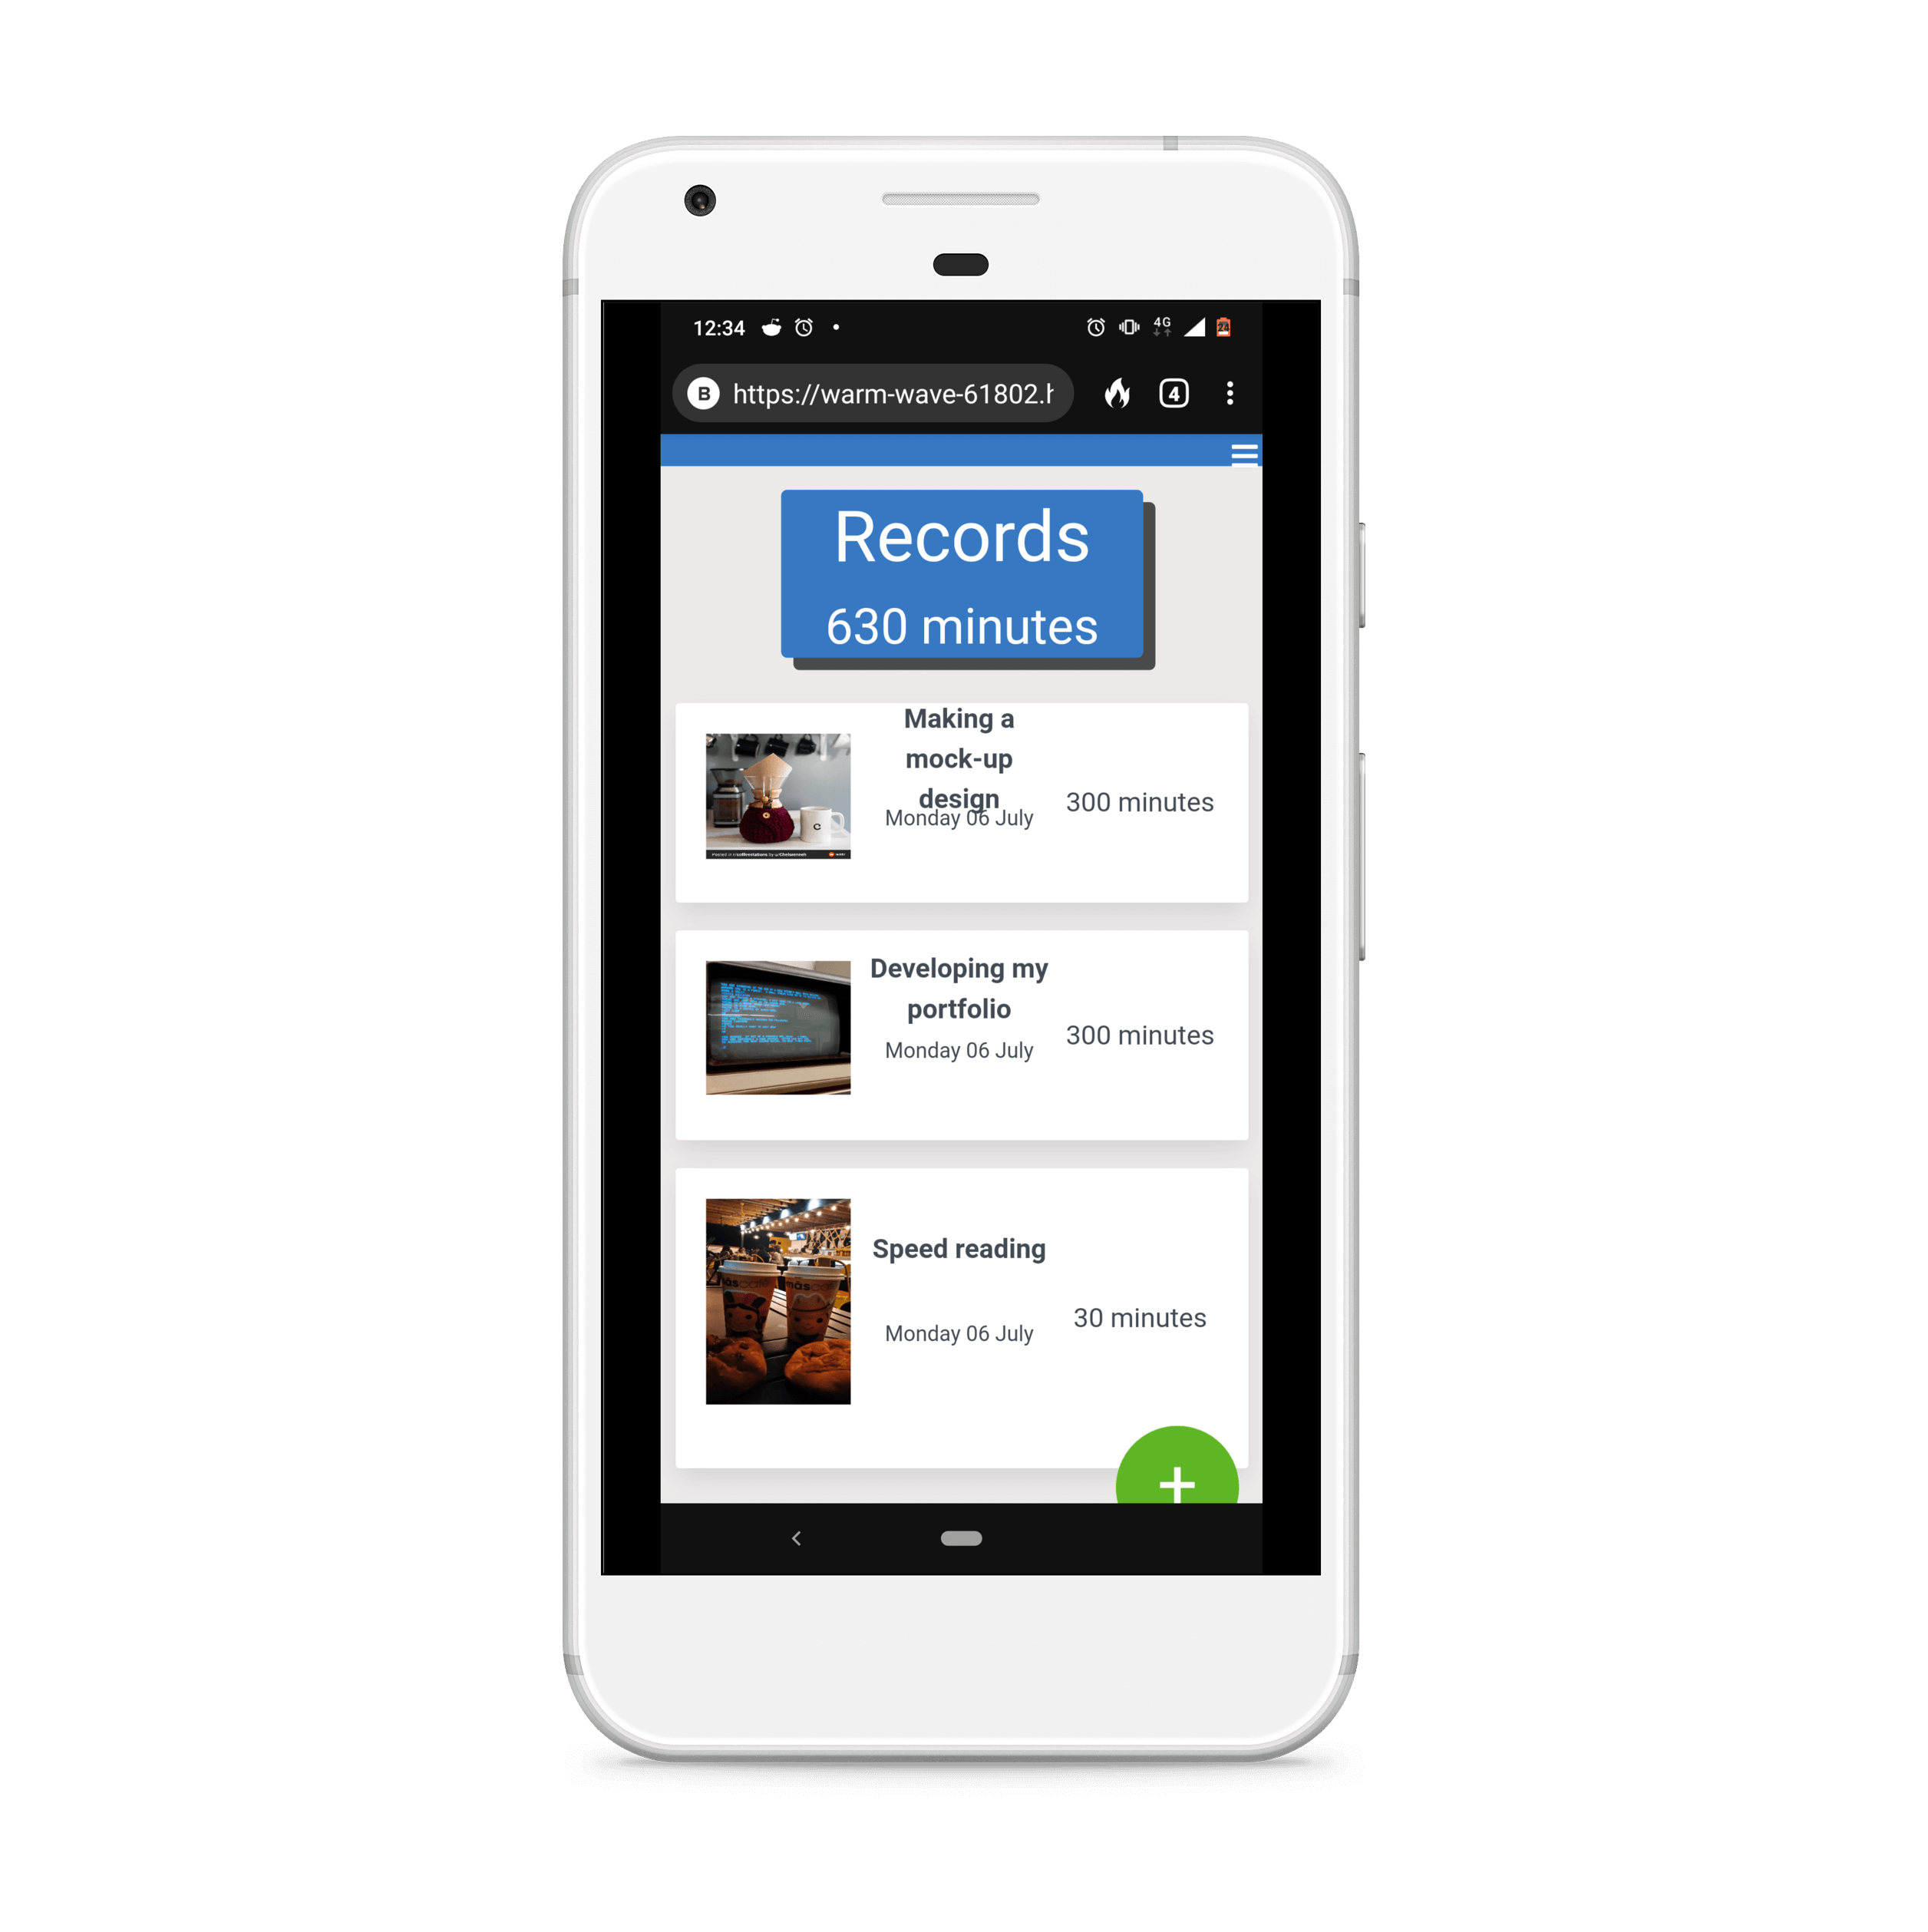 12:34
4G
24
B https://warm-wave-61802.h
4
Records
630 minutes
Making a
mock-up
design
Monday 06 July
300 minutes
C
Developing my
portfolio
Monday 06 July
300 minutes
Speed reading
Monday 06 July
30 minutes
+